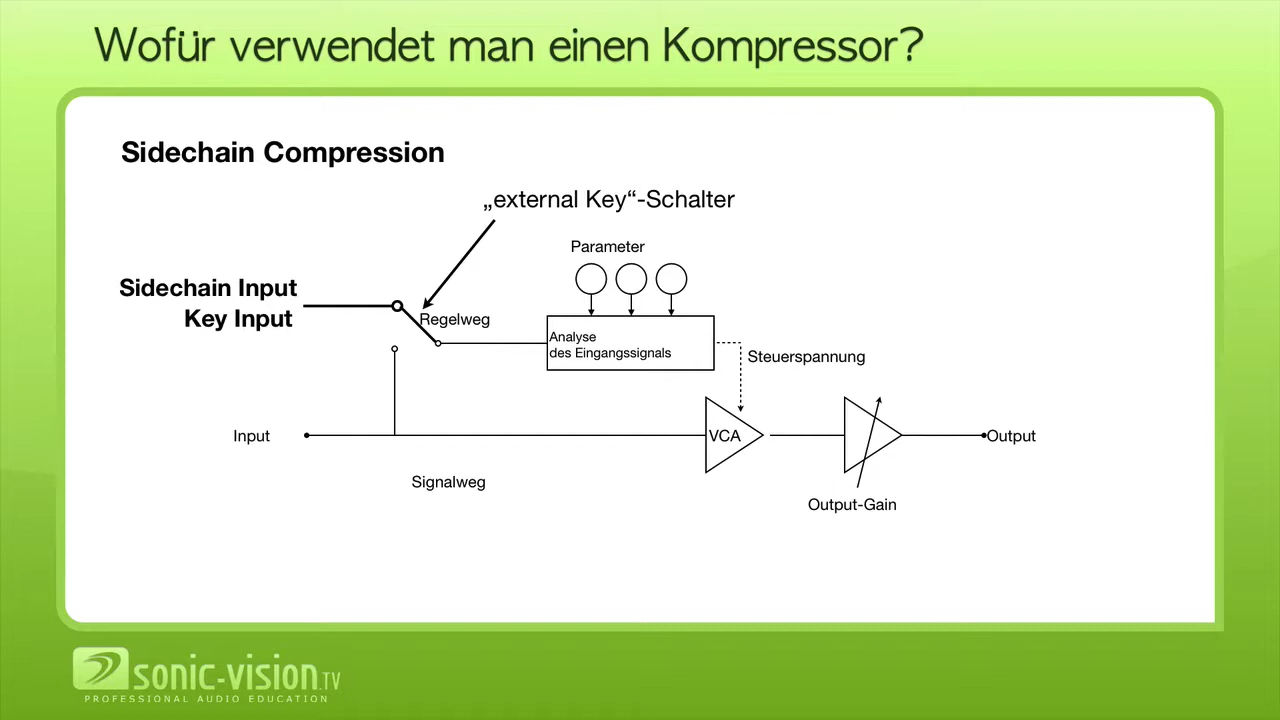 Wofür verwendet man einen Kompressor?
Sidechain Compression
„external Key“-Schalter
Parameter
Sidechain Input
Key Input
Regelweg
Analyse
des Eingangssignals
Steuerspannung
Input
VCA
Output
Signalweg
Output-Gain
sonic-vision.TV
PROFESSIONAL AUDIO EDUCATION